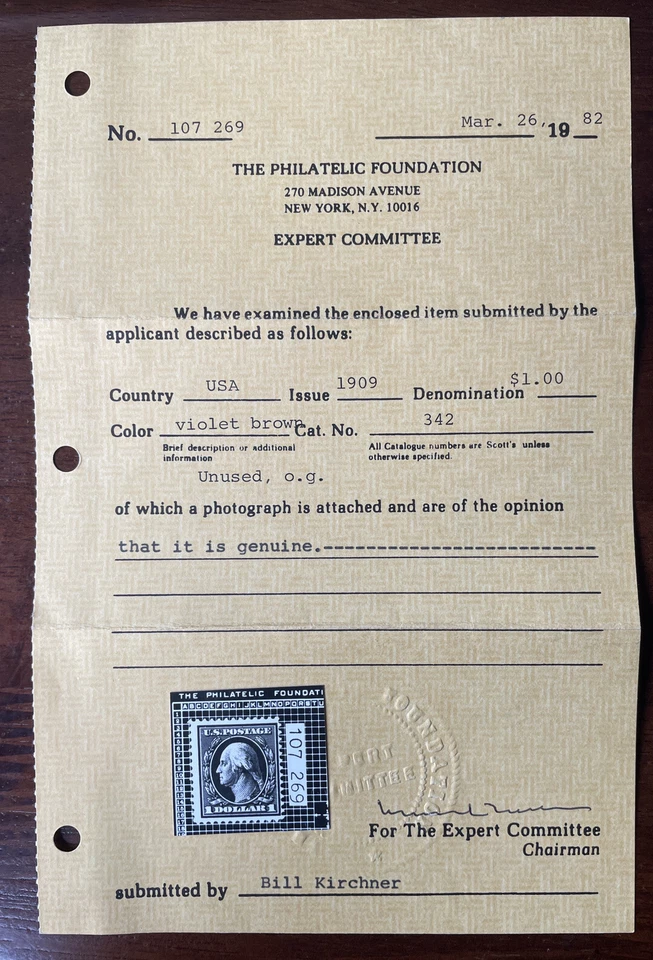 No. 107 269 Mar. 26, 19 82
THE PHILATELIC FOUNDATION
270 MADISON AVENUE
NEW YORK, N.Y. 10016
EXPERT COMMITTEE
We have examined the enclosed item submitted by the
applicant described as follows:
Country USA Issue 1909 Denomination $1.00
Color violet brown Cat. No. 342
Brief description or additional
information
All Catalogue numbers are Scott's unless
otherwise specified.
Unused, o.g.
of which a photograph is attached and are of the opinion
that it is genuine.--------------------------
THE PHILATELIC FOUNDATI
ABCDEFGHIJKLMNOPQRSTU
U.S. POSTAGE
1 DOLLAR 1
107 269
OUNDATIO
For The Expert Committee
Chairman
submitted by Bill Kirchner